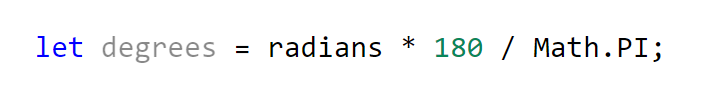 let degrees = radians * 180 / Math.PI;